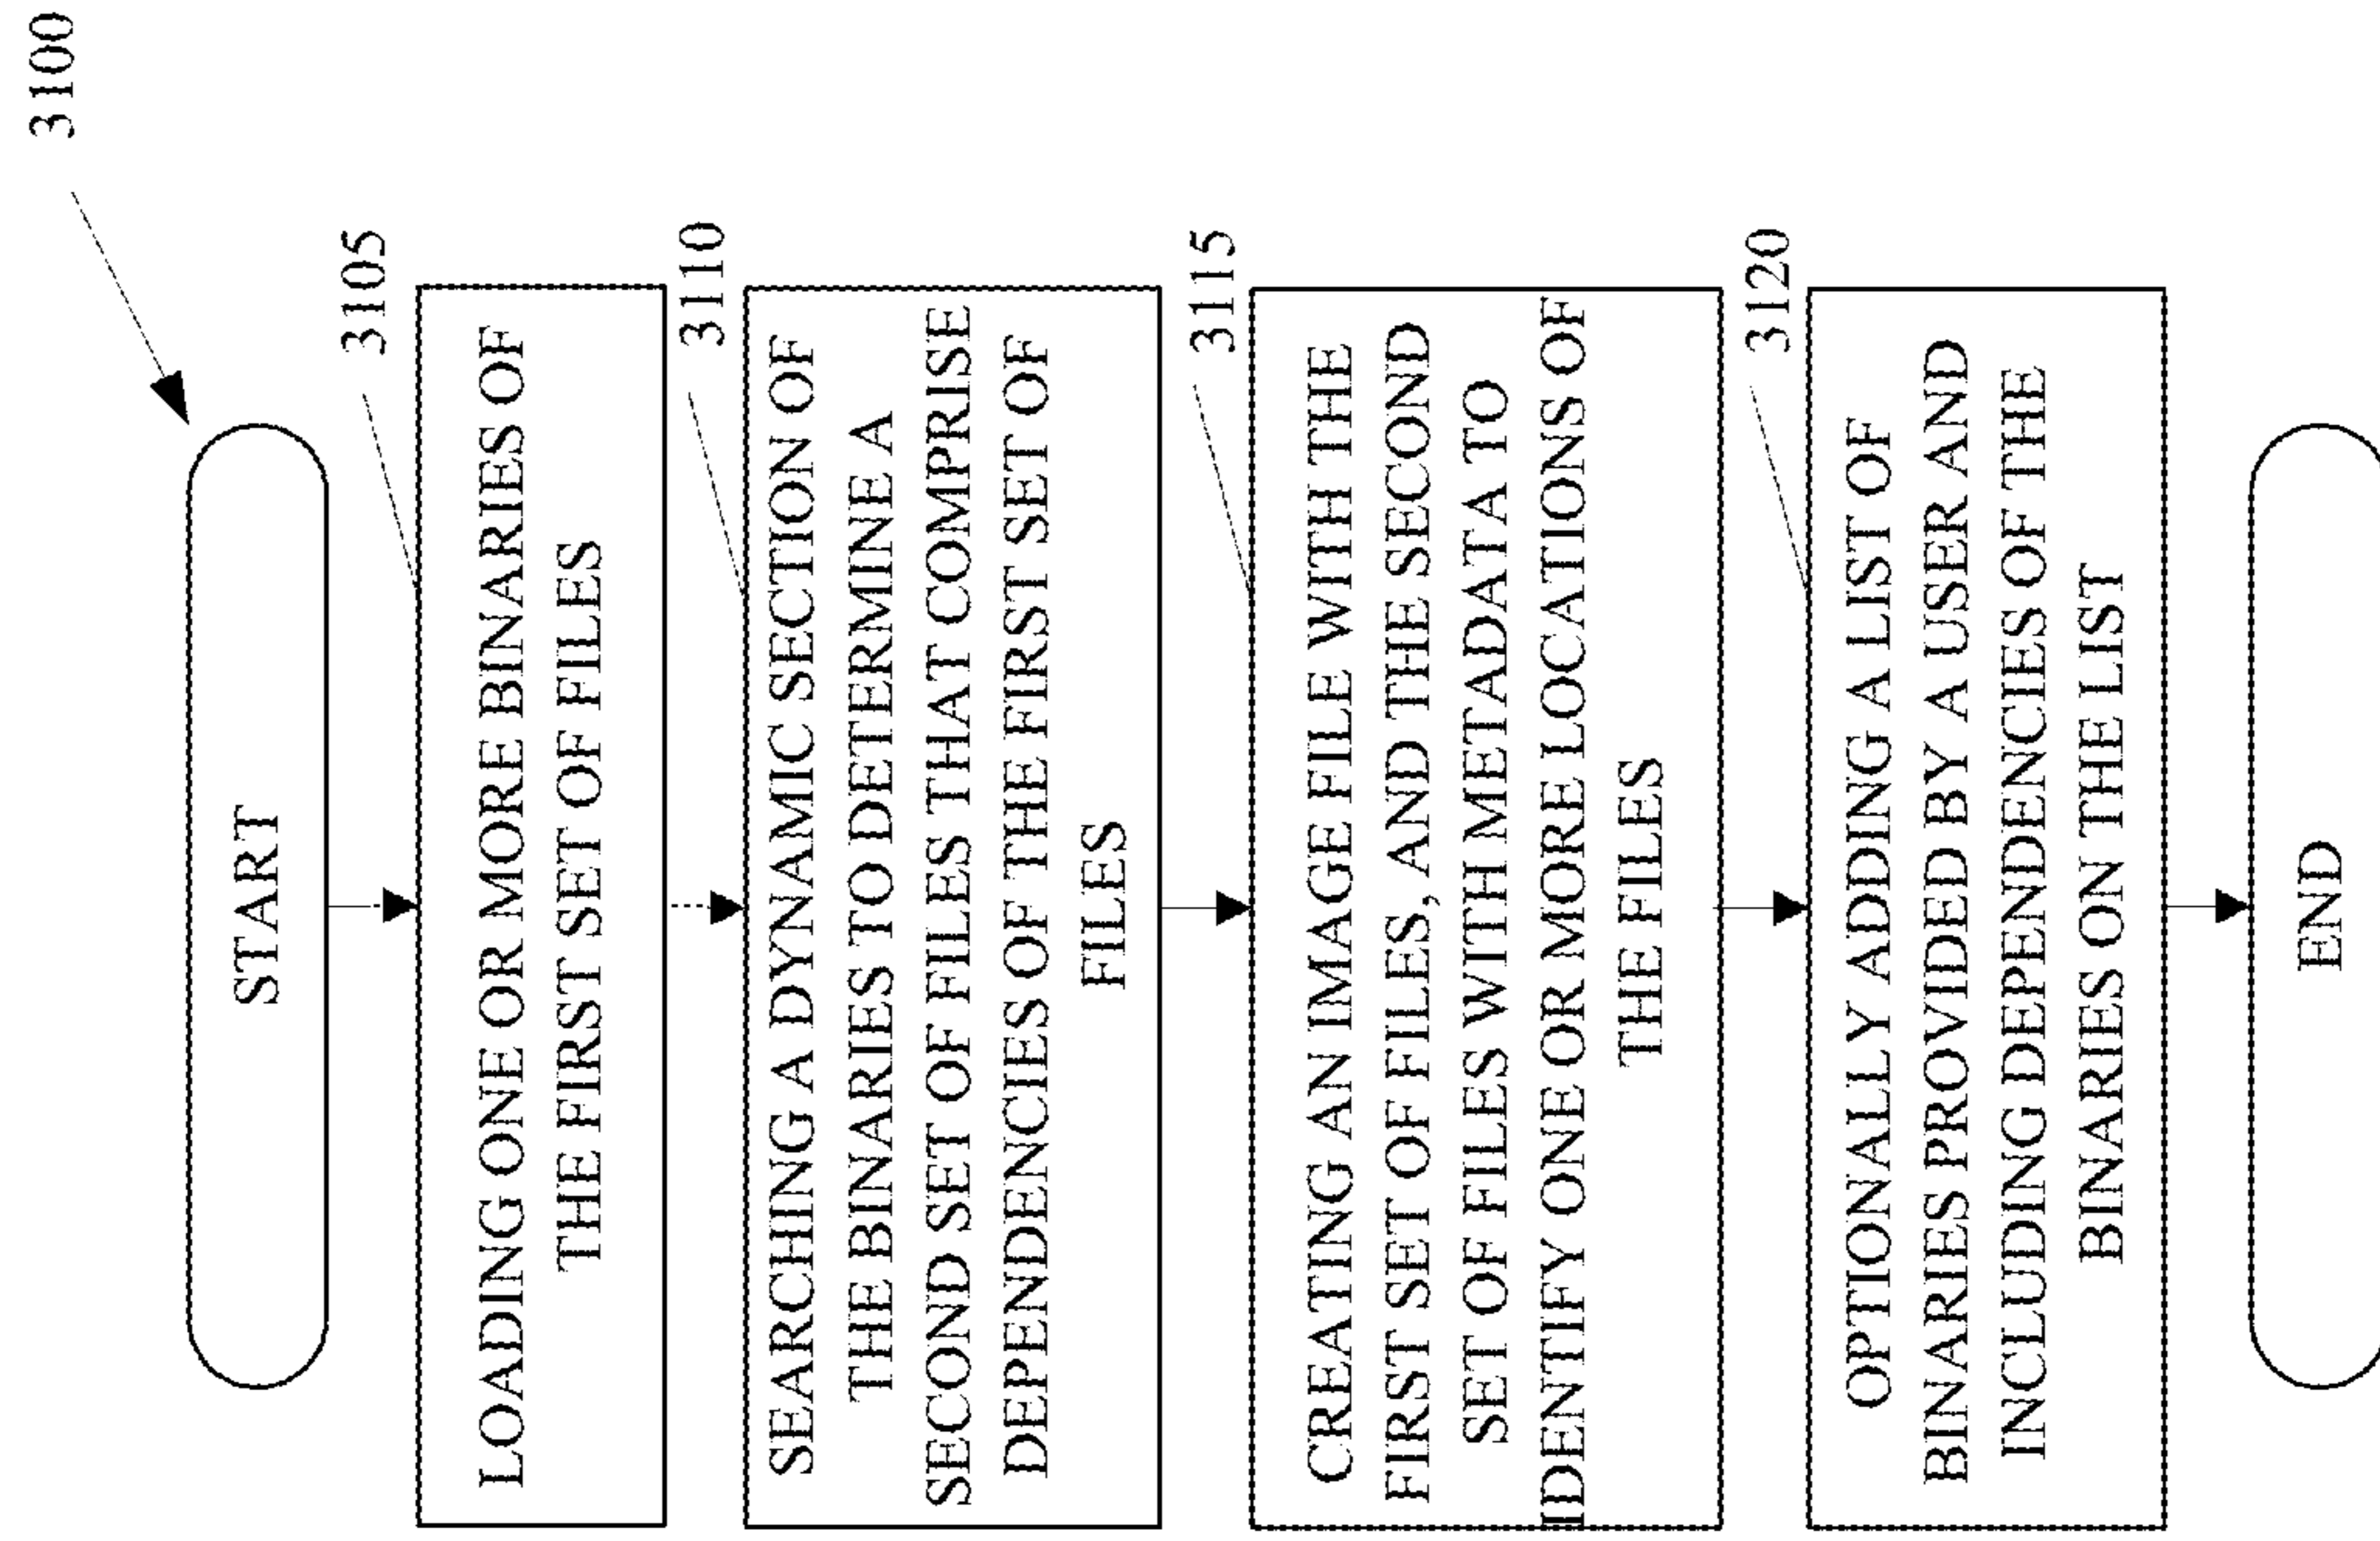 3100
START
3105
LOADING ONE OR MORE BINARIES OF
THE FIRST SET OF FILES
3110
SEARCHING A DYNAMIC SECTION OF
THE BINARIES TO DETERMINE A
SECOND SET OF FILES THAT COMPRISE
DEPENDENCIES OF THE FIRST SET OF
FILES
3115
CREATING AN IMAGE FILE WITH THE
FIRST SET OF FILES, AND THE SECOND
SET OF FILES WITH METADATA TO
IDENTIFY ONE OR MORE LOCATIONS OF
THE FILES
3120
OPTIONALLY ADDING A LIST OF
BINARIES PROVIDED BY A USER AND
INCLUDING DEPENDENCIES OF THE
BINARIES ON THE LIST
END